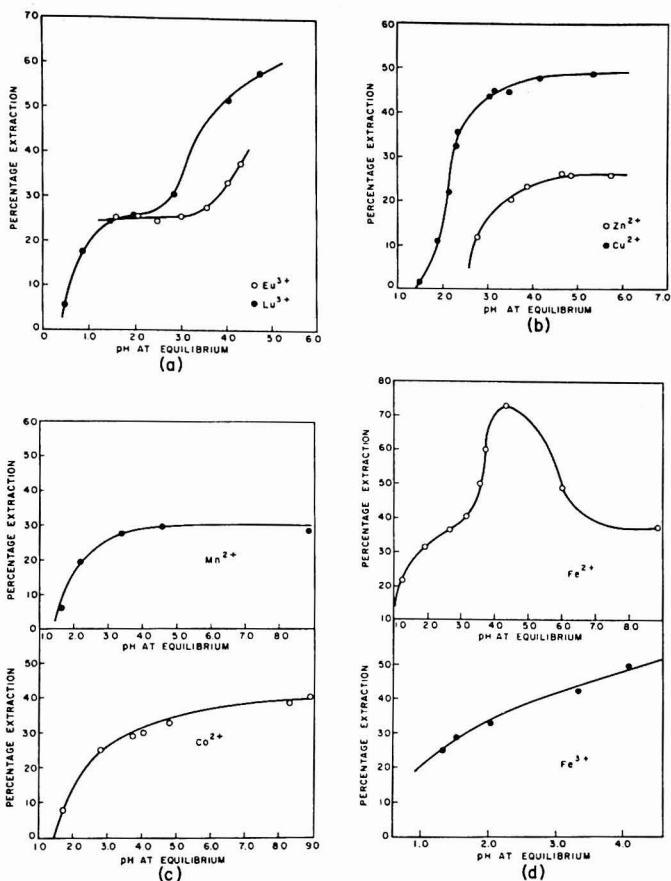 70
60
50
40
30
20
10
0
PERCENTAGE EXTRACTION
Eu3+
Lu3+
0 1.0 2.0 3.0 4.0 5.0 6.0
pH AT EQUILIBRIUM
(a)
60
50
40
30
20
10
0
PERCENTAGE EXTRACTION
Zn2+
Cu2+
1.0 2.0 3.0 4.0 5.0 6.0 7.0
pH AT EQUILIBRIUM
(b)
60
50
40
30
20
10
0
PERCENTAGE EXTRACTION
Mn2+
1.0 2.0 3.0 4.0 5.0 6.0 7.0 8.0
pH AT EQUILIBRIUM
50
40
30
20
10
0
PERCENTAGE EXTRACTION
Co2+
1.0 2.0 3.0 4.0 5.0 6.0 7.0 8.0 9.0
pH AT EQUILIBRIUM
(c)
80
70
60
50
40
30
20
10
PERCENTAGE EXTRACTION
Fe2+
1.0 2.0 3.0 4.0 5.0 6.0 7.0 8.0
pH AT EQUILIBRIUM
50
40
30
20
10
0
PERCENTAGE EXTRACTION
Fe3+
1.0 2.0 3.0 4.0
pH AT EQUILIBRIUM
(d)